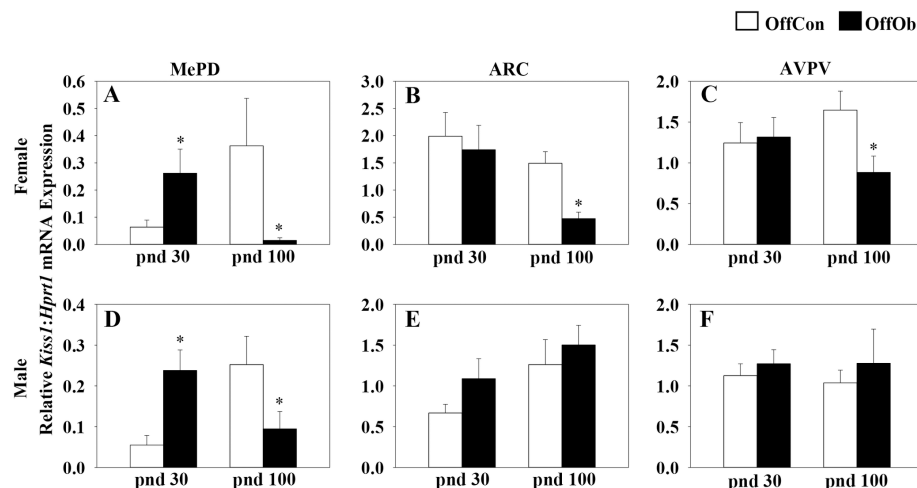 OffCon OffOb
MePD ARC AVPV
Female
Male
Relative Kiss1:Hprt1 mRNA Expression
A
0.6
0.5
0.4
0.3
0.2
0.1
0.0
* *
pnd 30 pnd 100
B
3.0
2.5
2.0
1.5
1.0
0.5
0.0
*
pnd 30 pnd 100
C
2.0
1.5
1.0
0.5
0.0
*
pnd 30 pnd 100
D
0.4
0.3
0.2
0.1
0.0
* *
pnd 30 pnd 100
E
2.0
1.5
1.0
0.5
0.0
pnd 30 pnd 100
F
2.0
1.5
1.0
0.5
0.0
pnd 30 pnd 100